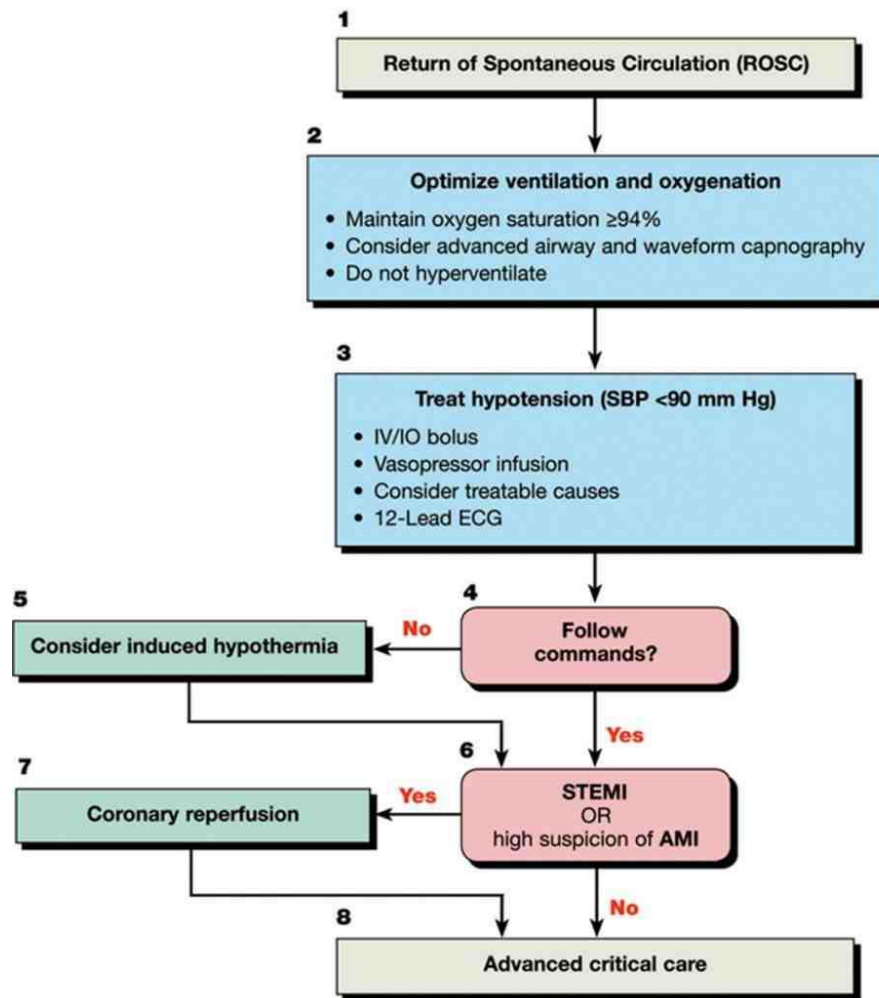 1
Return of Spontaneous Circulation (ROSC)
2
Optimize ventilation and oxygenation
• Maintain oxygen saturation ≥94%
• Consider advanced airway and waveform capnography
• Do not hyperventilate
3
Treat hypotension (SBP <90 mm Hg)
• IV/IO bolus
• Vasopressor infusion
• Consider treatable causes
• 12-Lead ECG
4
Follow
commands?
No
5
Consider induced hypothermia
Yes
6
STEMI
OR
high suspicion of AMI
Yes
7
Coronary reperfusion
No
8
Advanced critical care